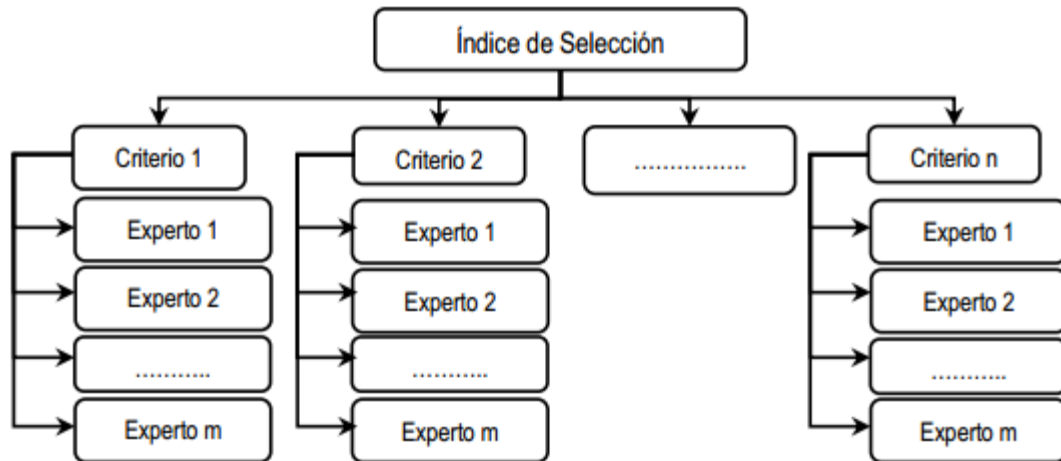 Índice de Selección
Criterio 1
Criterio 2
................
Criterio n
Experto 1
Experto 1
Experto 1
Experto 2
Experto 2
Experto 2
...........
...........
...........
Experto m
Experto m
Experto m